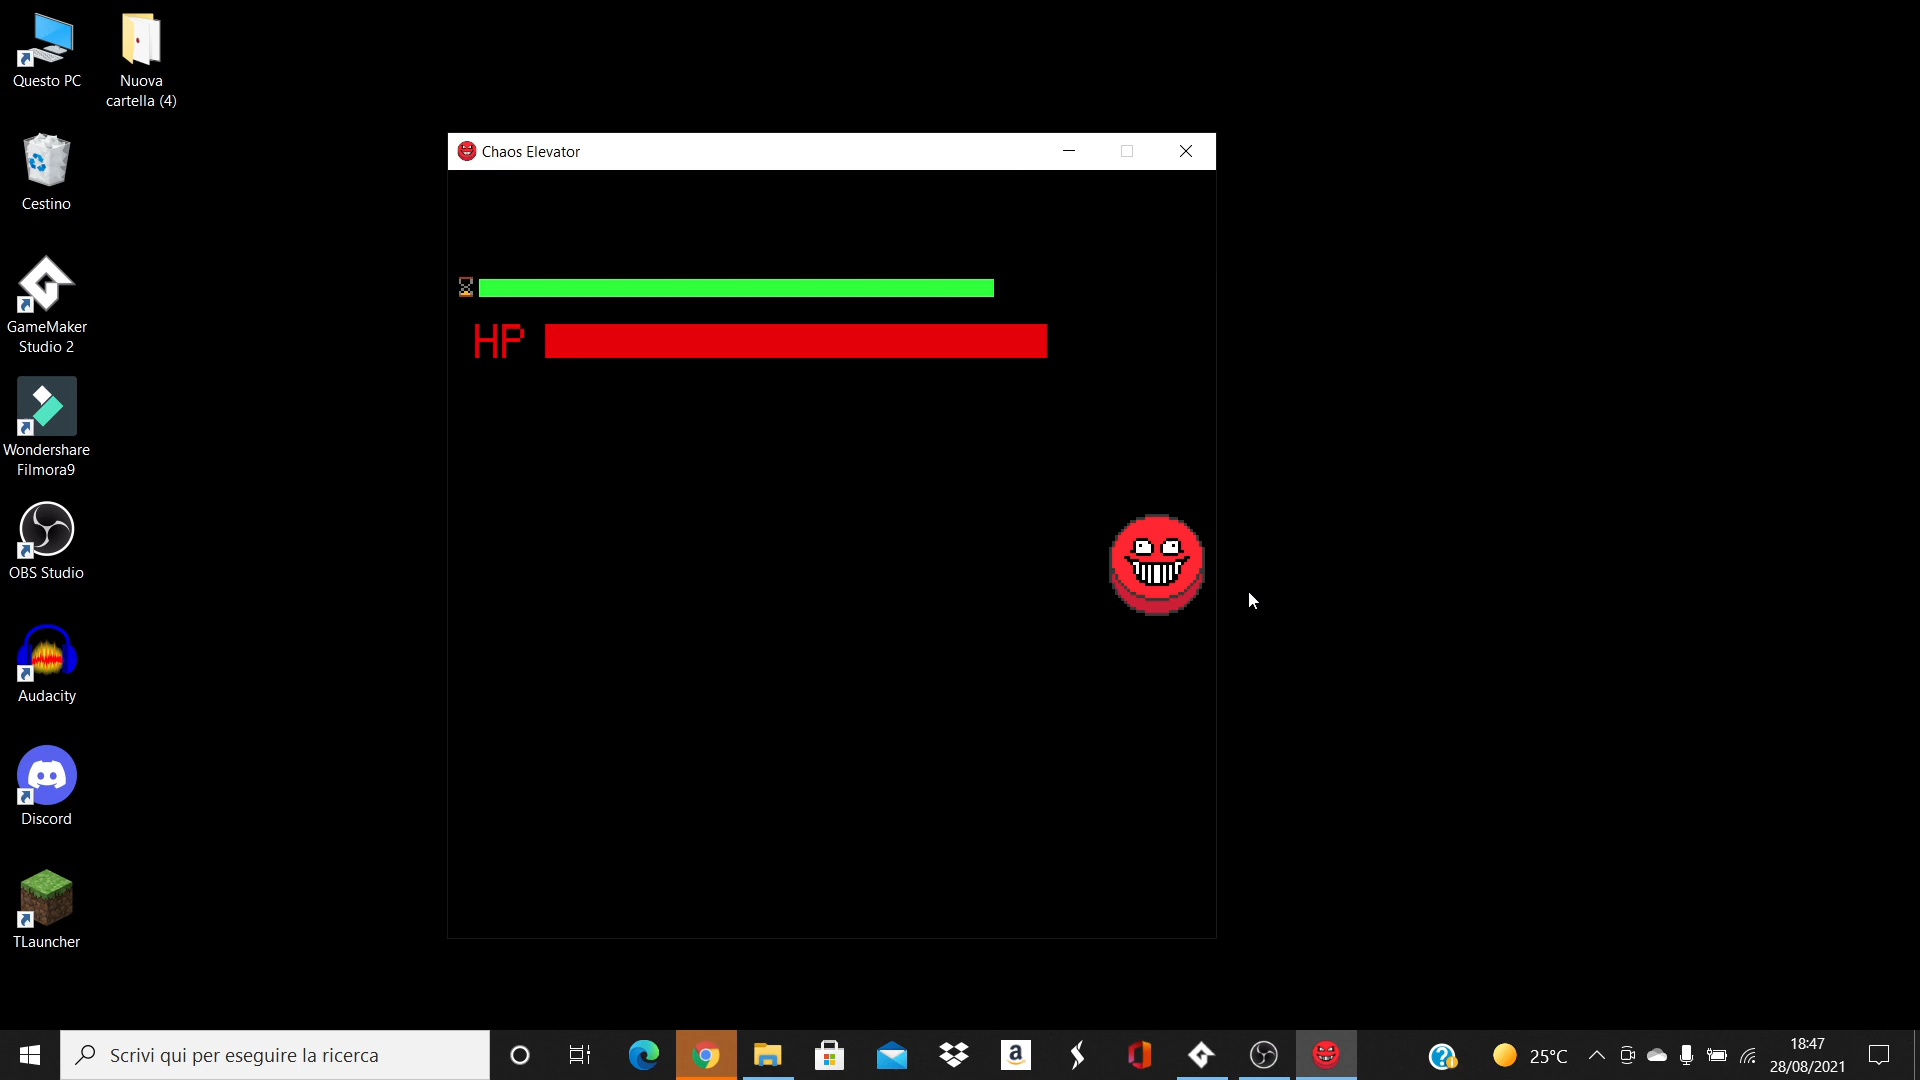 Questo PC
Nuova
cartella (4)
Cestino
GameMaker
Studio 2
Wondershare
Filmora9
OBS Studio
Audacity
Discord
TLauncher
Chaos Elevator
HP
Scrivi qui per eseguire la ricerca
a
25°C
18:47
28/08/2021